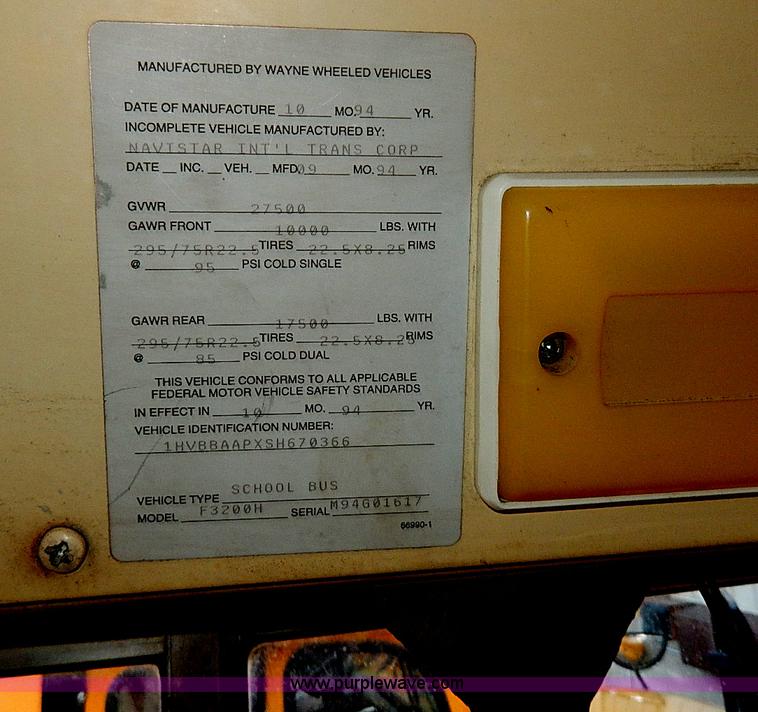 MANUFACTURED BY WAYNE WHEELED VEHICLES
DATE OF MANUFACTURE 10 MO. 94 YR.
INCOMPLETE VEHICLE MANUFACTURED BY:
NAVISTAR INT'L TRANS CORP
DATE INC. VEH. MFD. 09 MO. 94 YR.
GVWR 27500
GAWR FRONT 10000 LBS. WITH
295/75R22.5 TIRES 22.5X8.25 RIMS
@ 95 PSI COLD SINGLE
GAWR REAR 17500 LBS. WITH
295/75R22.5 TIRES 22.5X8.25 RIMS
@ 85 PSI COLD DUAL
THIS VEHICLE CONFORMS TO ALL APPLICABLE
FEDERAL MOTOR VEHICLE SAFETY STANDARDS
IN EFFECT IN 10 MO. 94 YR.
VEHICLE IDENTIFICATION NUMBER:
1HVBBAAPXSH670366
VEHICLE TYPE SCHOOL BUS
MODEL F3200H SERIAL M94G01617
66990-1
www.purplewave.com